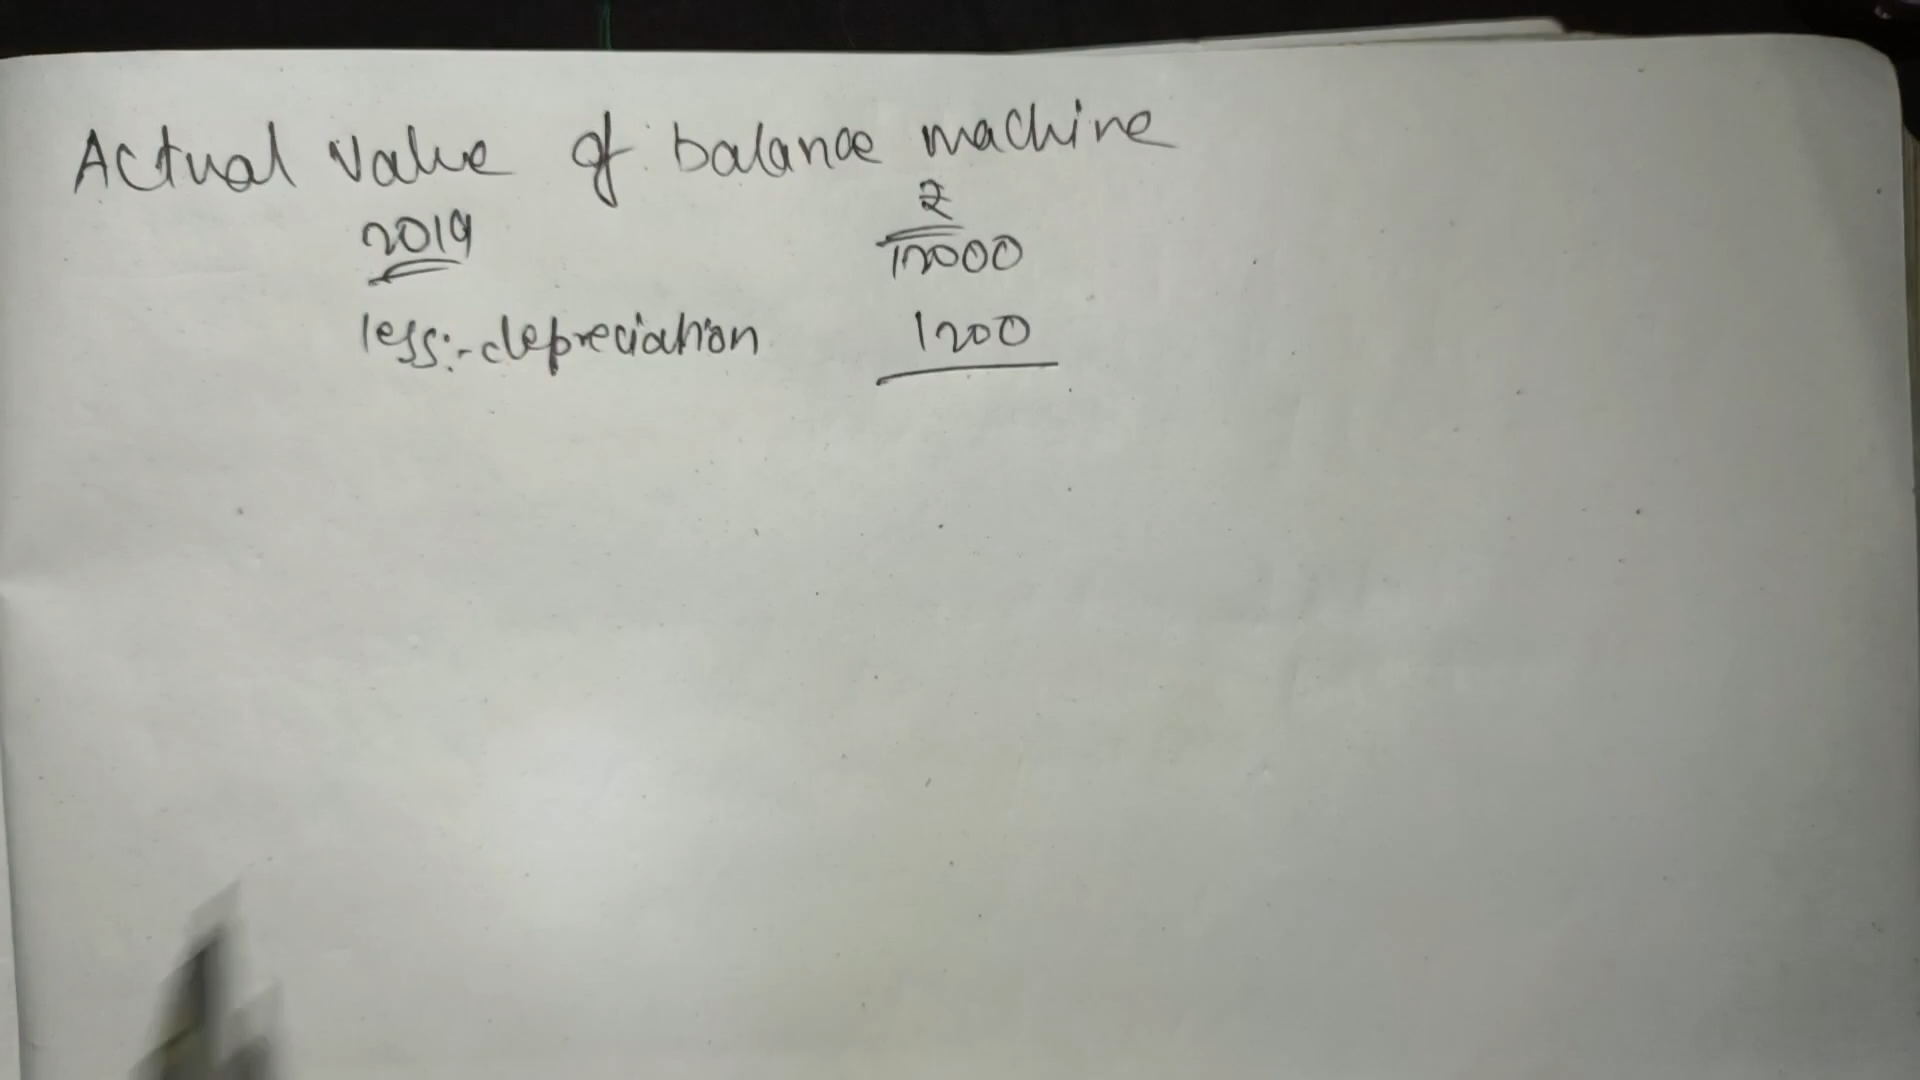 Actual value of balance machine
₹
2019 12000
less:- depreciation 1200